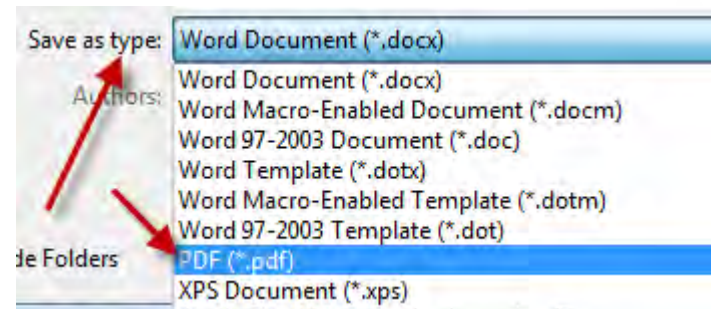 Save as type: Word Document (*.docx)
Authors:
Word Document (*.docx)
Word Macro-Enabled Document (*.docm)
Word 97-2003 Document (*.doc)
Word Template (*.dotx)
Word Macro-Enabled Template (*.dotm)
Word 97-2003 Template (*.dot)
de Folders
PDF (*.pdf)
XPS Document (*.xps)